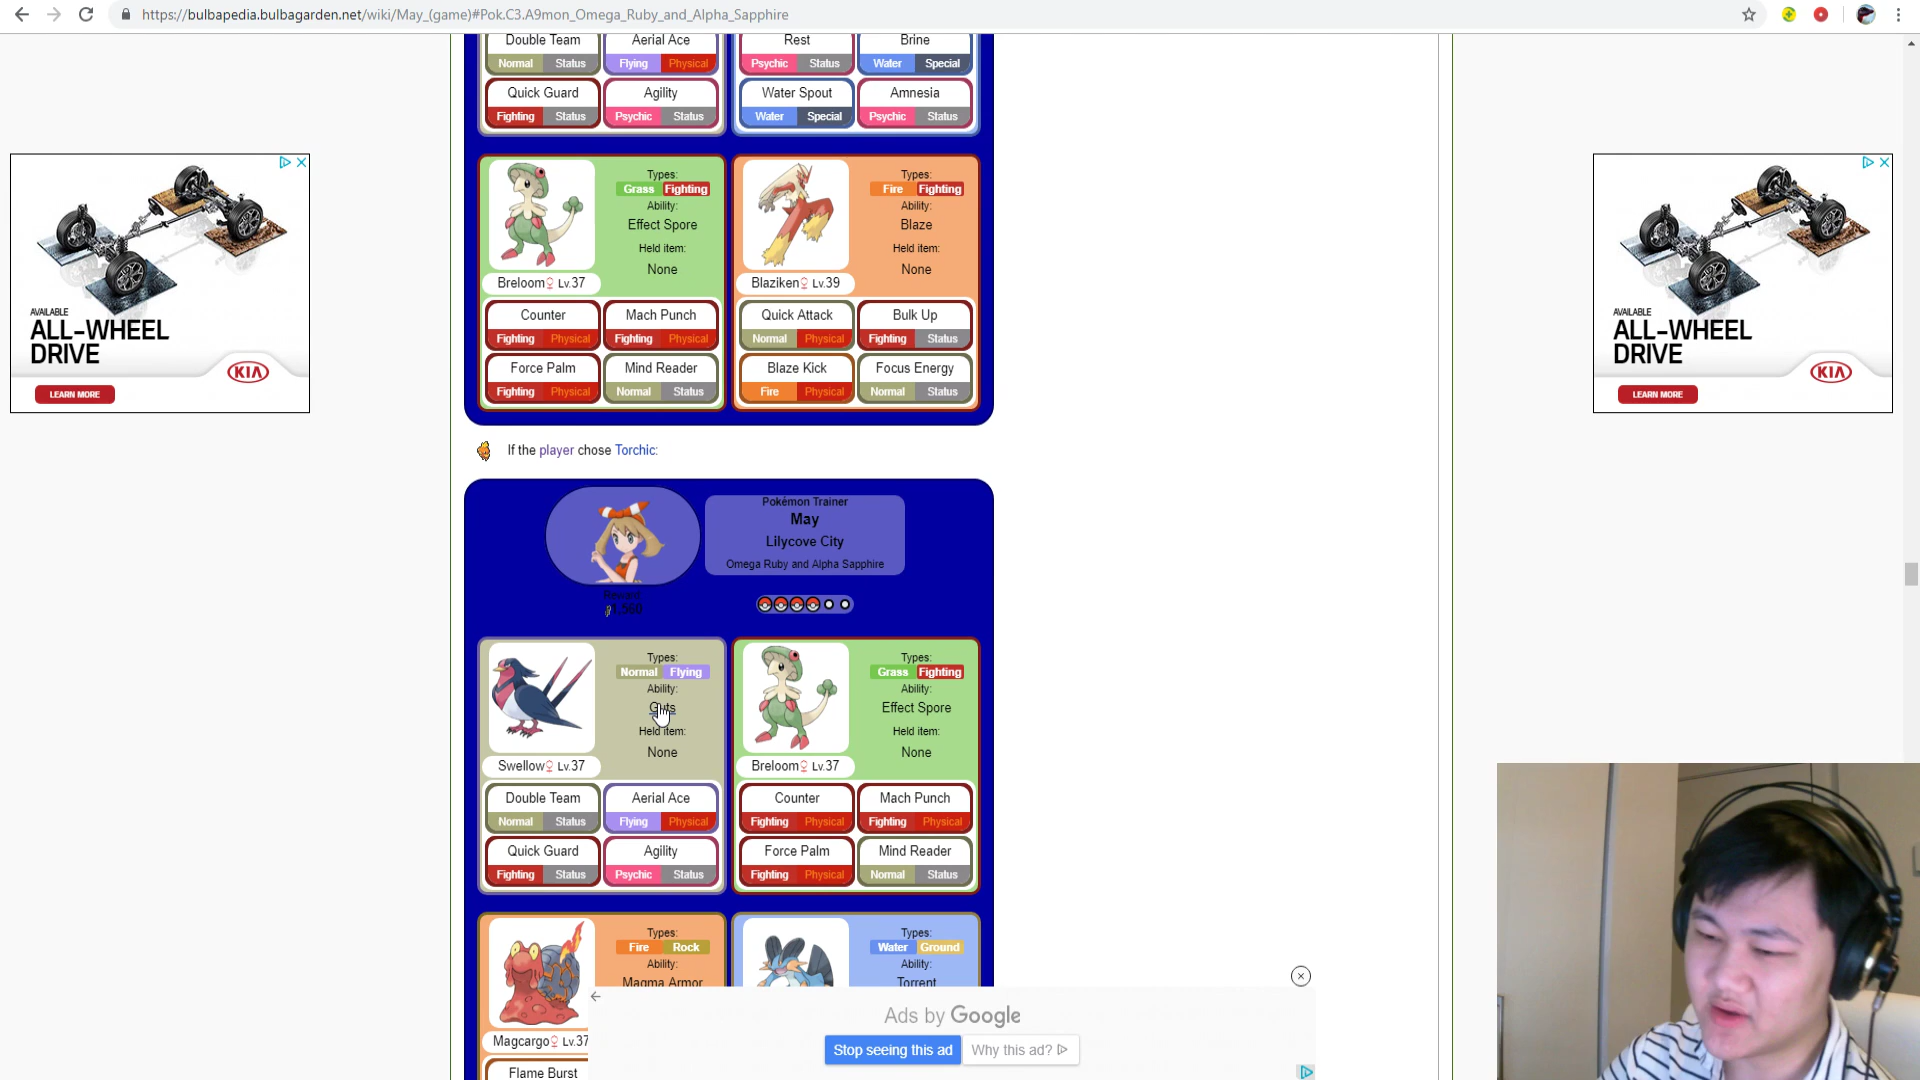 https://bulbapedia.bulbagarden.net/wiki/May_(game)#Pok.C3.A9mon_Omega_Ruby_and_Alpha_Sapphire
Double Team
Normal Status
Aerial Ace
Flying Physical
Rest
Psychic Status
Brine
Water Special
Quick Guard
Fighting Status
Agility
Psychic Status
Water Spout
Water Special
Amnesia
Psychic Status
AVAILABLE
ALL-WHEEL
DRIVE
KIA
LEARN MORE
Types:
Grass Fighting
Ability:
Effect Spore
Held item:
None
Breloom♀ Lv.37
Counter
Fighting Physical
Mach Punch
Fighting Physical
Force Palm
Fighting Physical
Mind Reader
Normal Status
Types:
Fire Fighting
Ability:
Blaze
Held item:
None
Blaziken♀ Lv.39
Quick Attack
Normal Physical
Bulk Up
Fighting Status
Blaze Kick
Fire Physical
Focus Energy
Normal Status
AVAILABLE
ALL-WHEEL
DRIVE
KIA
LEARN MORE
If the player chose Torchic:
Pokémon Trainer
May
Lilycove City
Omega Ruby and Alpha Sapphire
Reward:
Types:
Normal Flying
Ability:
Guts
Held item:
None
Swellow♀ Lv.37
Double Team
Normal Status
Aerial Ace
Flying Physical
Quick Guard
Fighting Status
Agility
Psychic Status
Types:
Grass Fighting
Ability:
Effect Spore
Held item:
None
Breloom♀ Lv.37
Counter
Fighting Physical
Mach Punch
Fighting Physical
Force Palm
Fighting Physical
Mind Reader
Normal Status
Types:
Fire Rock
Ability:
Magma Armor
Magcargo♀ Lv.37
Flame Burst
Types:
Water Ground
Ability:
Torrent
Ads by Google
Stop seeing this ad
Why this ad?